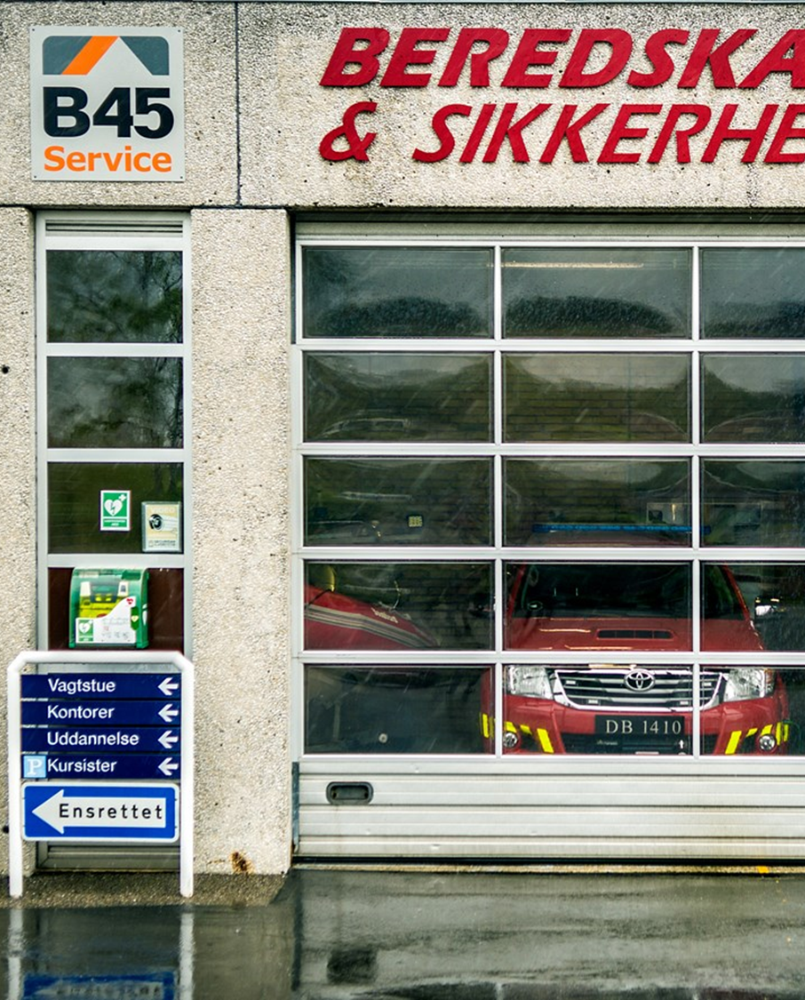 B45
Service
BEREDSKA
& SIKKERHE
Vagtstue
Kontorer
Uddannelse
P Kursister
Ensrettet
DB 1410